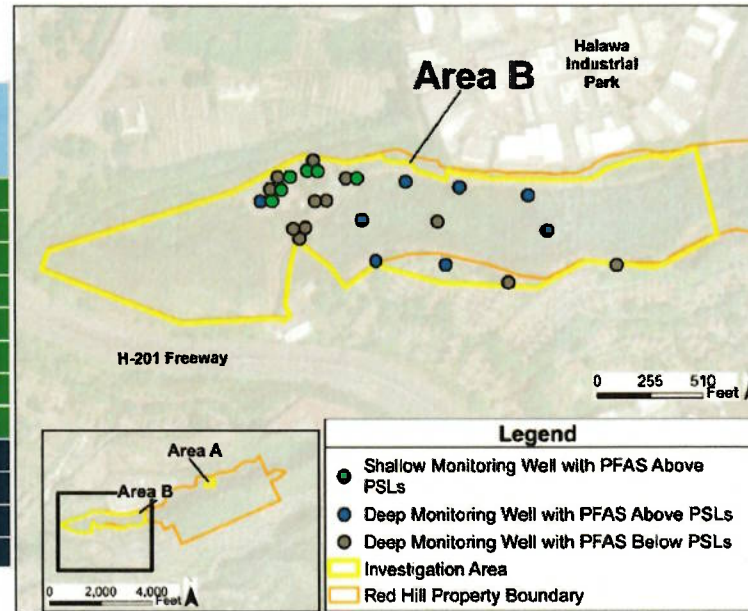 Halawa
Industrial
Park
Area B
H-201 Freeway
0 255 510
Feet
Area A
Area B
0 2,000 4,000
Feet
N
Legend
Shallow Monitoring Well with PFAS Above
PSLs
Deep Monitoring Well with PFAS Above PSLs
Deep Monitoring Well with PFAS Below PSLs
Investigation Area
Red Hill Property Boundary